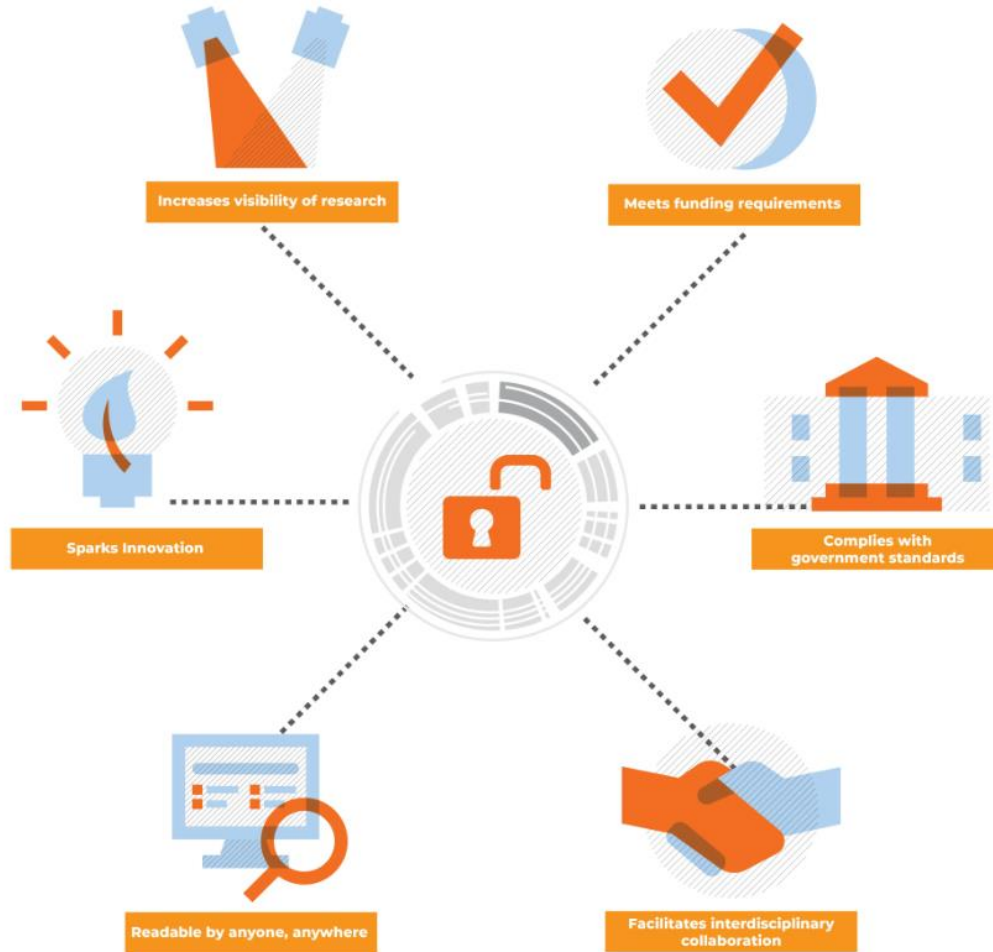 Increases visibility of research
Meets funding requirements
Sparks Innovation
Complies with
government standards
Readable by anyone, anywhere
Facilitates interdisciplinary
collaboration